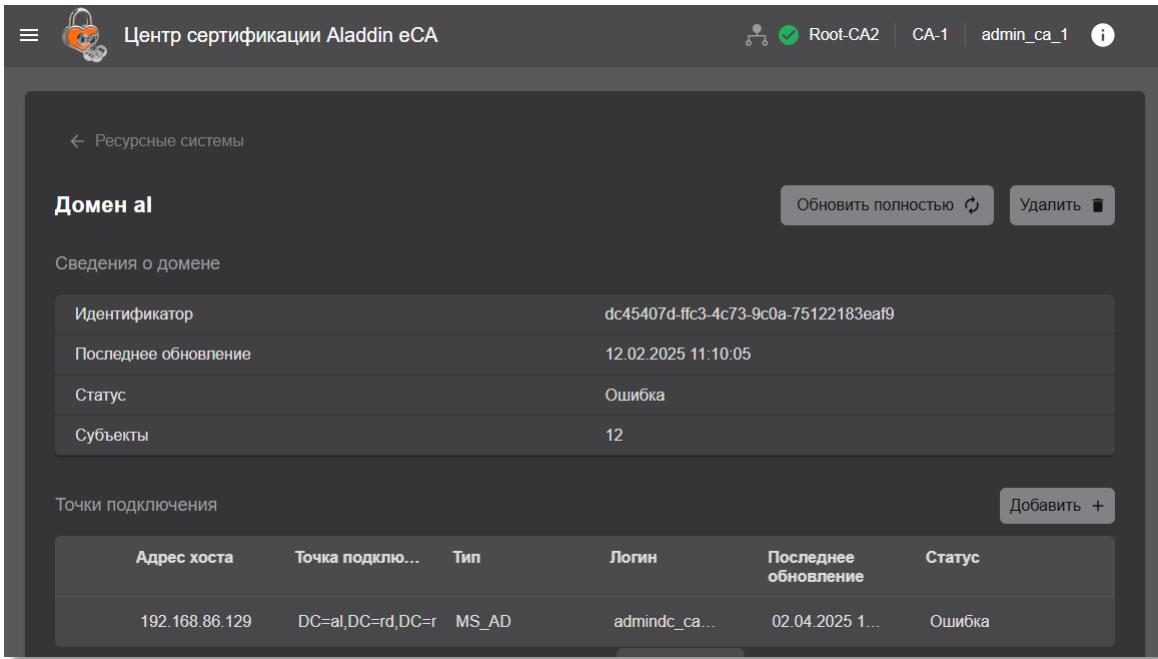 Центр сертификации Aladdin eCA
Root-CA2
CA-1
admin_ca_1
Ресурсные системы
Домен al
Обновить полностью
Удалить
Сведения о домене
Идентификатор dc45407d-ffc3-4c73-9c0a-75122183eaf9
Последнее обновление 12.02.2025 11:10:05
Статус Ошибка
Субъекты 12
Точки подключения
Добавить +
Адрес хоста Точка подклю... Тип Логин Последнее обновление Статус
192.168.86.129 DC=al,DC=rd,DC=r MS_AD admindc_ca... 02.04.2025 1... Ошибка